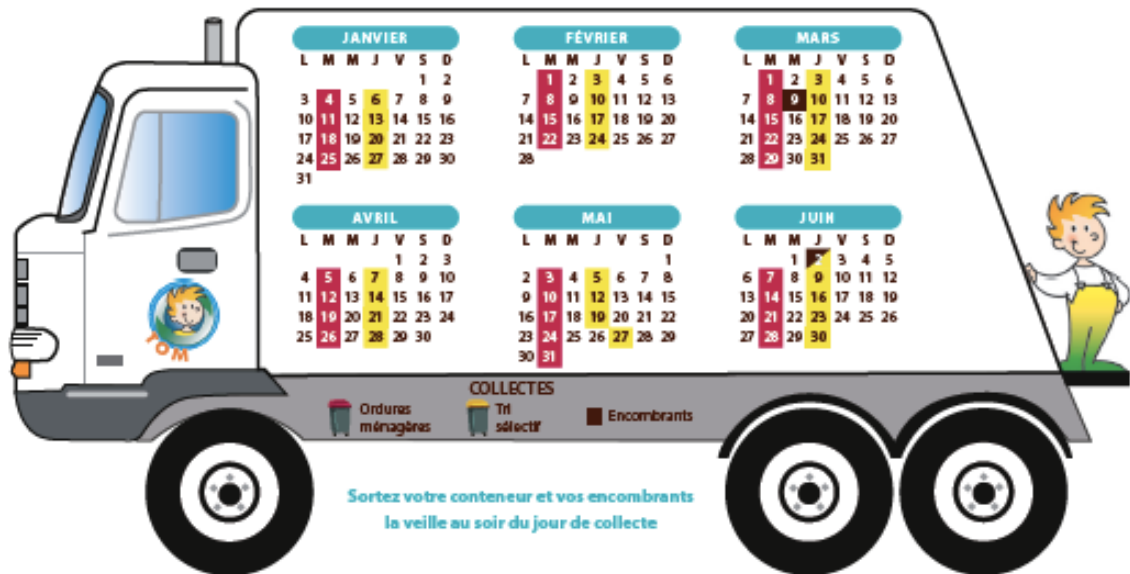 JANVIER
L M M J V S D
1 2
3 4 5 6 7 8 9
10 11 12 13 14 15 16
17 18 19 20 21 22 23
24 25 26 27 28 29 30
31
FÉVRIER
L M M J V S D
1 2 3 4 5 6
7 8 9 10 11 12 13
14 15 16 17 18 19 20
21 22 23 24 25 26 27
28
MARS
L M M J V S D
1 2 3 4 5 6
7 8 9 10 11 12 13
14 15 16 17 18 19 20
21 22 23 24 25 26 27
28 29 30 31
AVRIL
L M M J V S D
1 2 3
4 5 6 7 8 9 10
11 12 13 14 15 16 17
18 19 20 21 22 23 24
25 26 27 28 29 30
MAI
L M M J V S D
1
2 3 4 5 6 7 8
9 10 11 12 13 14 15
16 17 18 19 20 21 22
23 24 25 26 27 28 29
30 31
JUIN
L M M J V S D
1 2 3 4 5
6 7 8 9 10 11 12
13 14 15 16 17 18 19
20 21 22 23 24 25 26
27 28 29 30
COLLECTES
Ordures
ménagères
Tri
sélectif
Encombrants
Sortez votre conteneur et vos encombrants
la veille au soir du jour de collecte